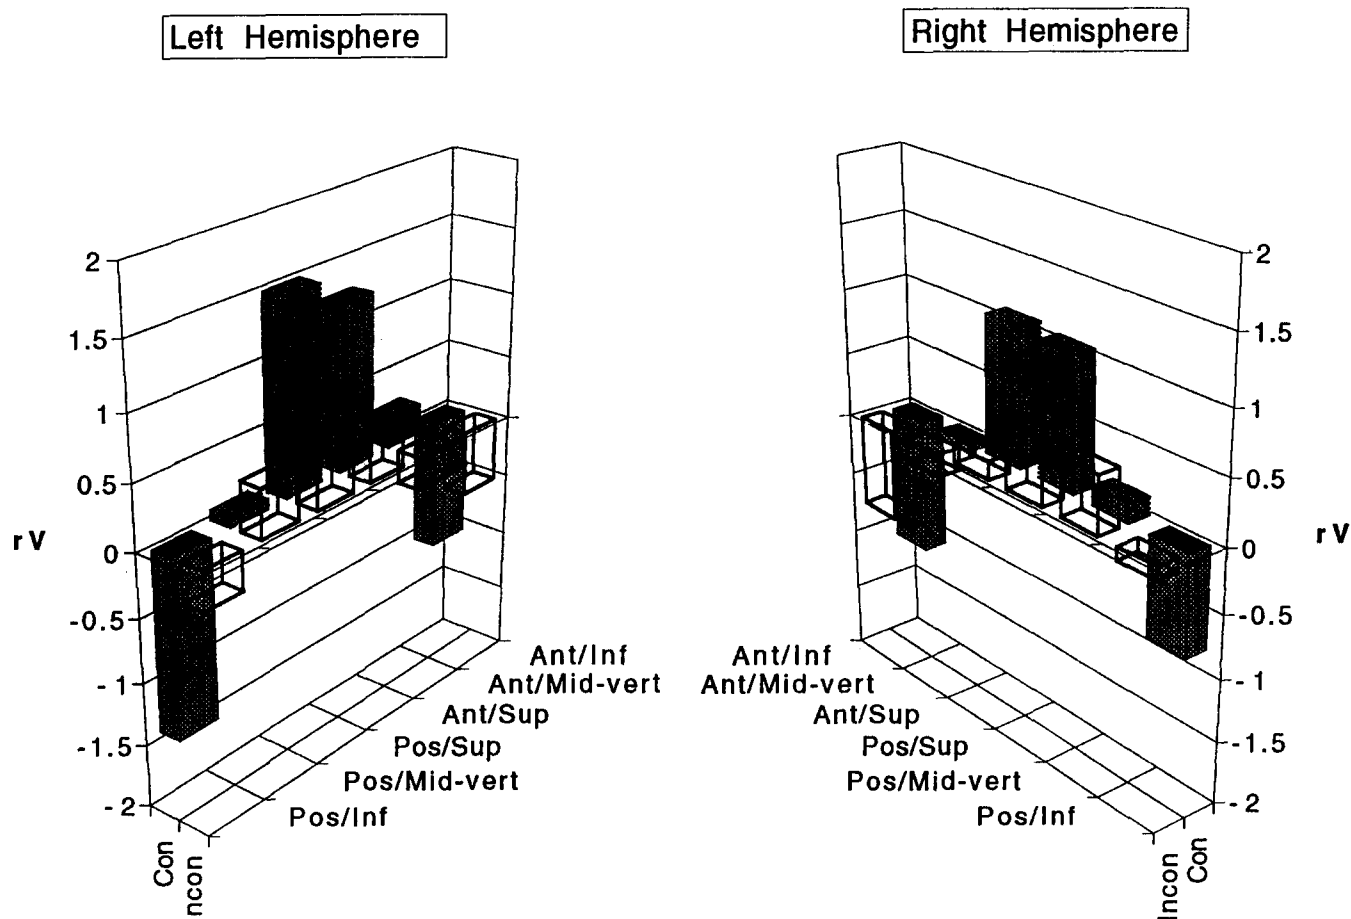 Left Hemisphere
Right Hemisphere
2
1.5
1
0.5
0
-0.5
-1
-1.5
-2
rV
Ant/Inf
Ant/Mid-vert
Ant/Sup
Pos/Sup
Pos/Mid-vert
Pos/Inf
Con
ncon
2
1.5
1
0.5
0
-0.5
-1
-1.5
-2
rV
Ant/Inf
Ant/Mid-vert
Ant/Sup
Pos/Sup
Pos/Mid-vert
Pos/Inf
Incon
Con